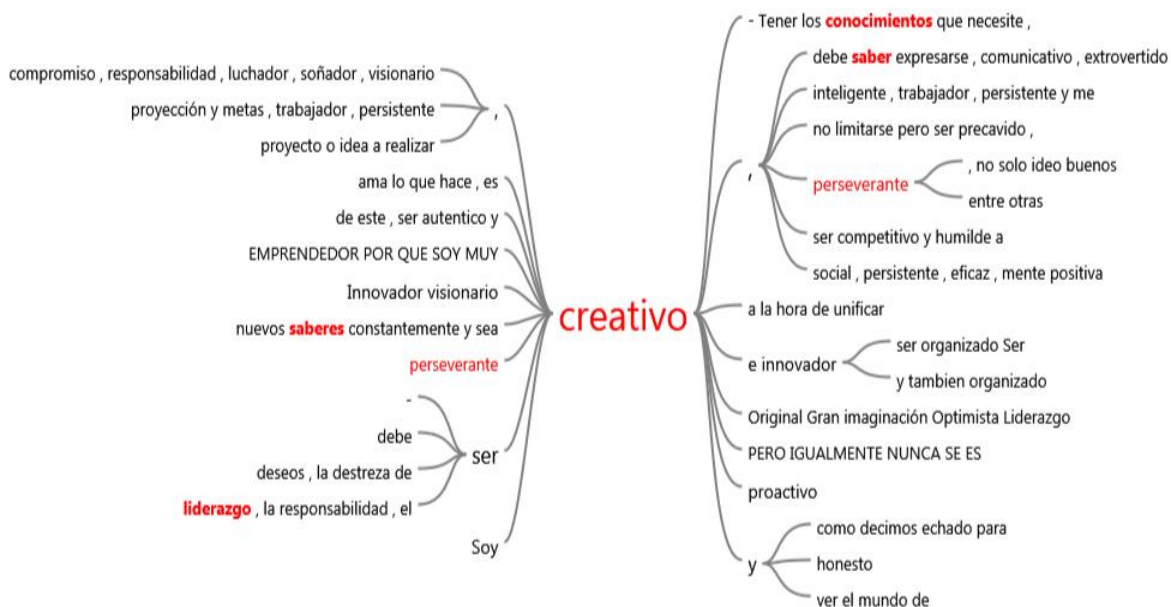 compromiso , responsabilidad , luchador , soñador , visionario
proyección y metas , trabajador , persistente
proyecto o idea a realizar
,
ama lo que hace , es
de este , ser autentico y
EMPRENDEDOR POR QUE SOY MUY
Innovador visionario
nuevos saberes constantemente y sea
perseverante
-
debe
deseos , la destreza de
liderazgo , la responsabilidad , el
ser
Soy
creativo
- Tener los conocimientos que necesite ,
,
debe saber expresarse , comunicativo , extrovertido
inteligente , trabajador , persistente y me
no limitarse pero ser precavido ,
perseverante
, no solo ideo buenos
entre otras
ser competitivo y humilde a
social , persistente , eficaz , mente positiva
a la hora de unificar
e innovador
ser organizado Ser
y tambien organizado
Original Gran imaginación Optimista Liderazgo
PERO IGUALMENTE NUNCA SE ES
proactivo
y
como decimos echado para
honesto
ver el mundo de